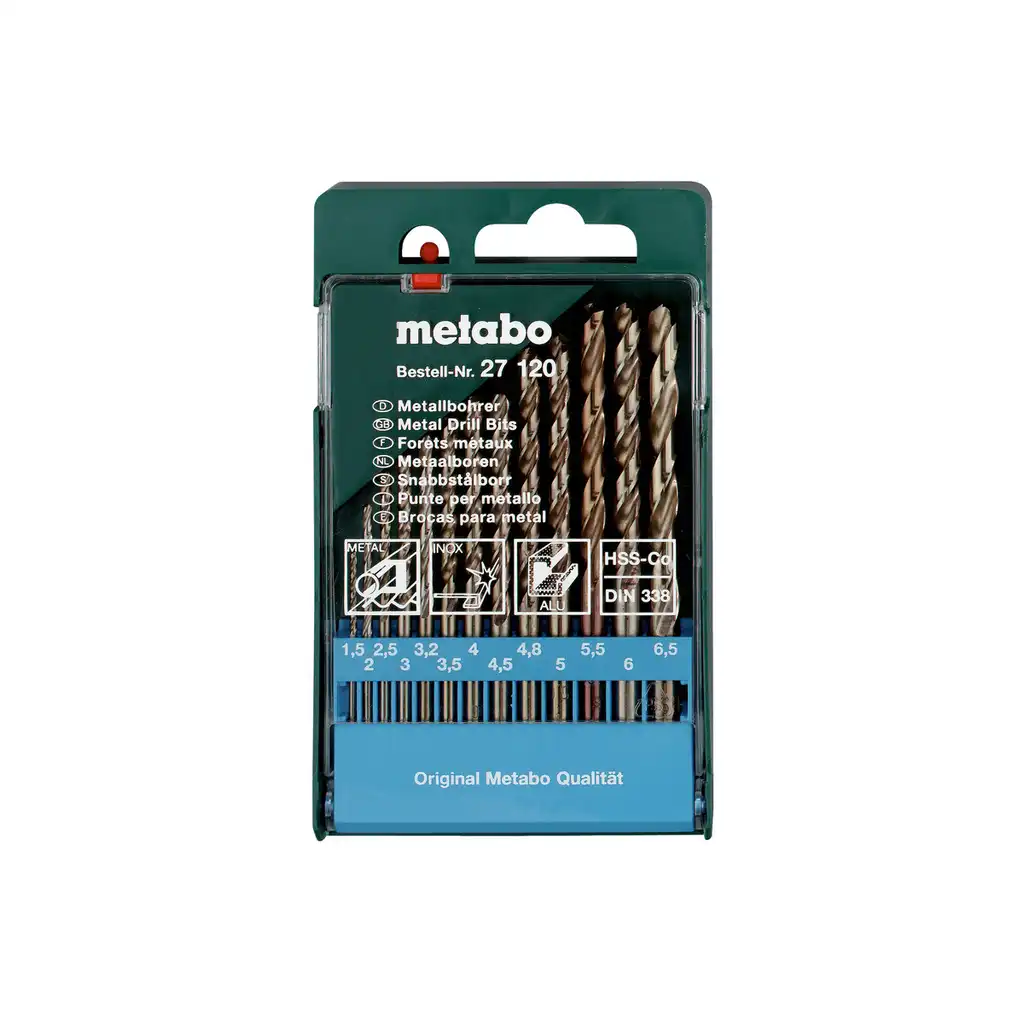 metabo
Bestell-Nr. 27 120
D Metallbohrer
GB Metal Drill Bits
F Forets métaux
NL Metaalboren
S Snabbstålborr
I Punte per metallo
E Brocas para metal
METAL INOX ALU HSS-Co
DIN 338
1,5 2,5 3,2 4 4,8 5,5 6,5
2 3 3,5 4,5 5 6
Original Metabo Qualität